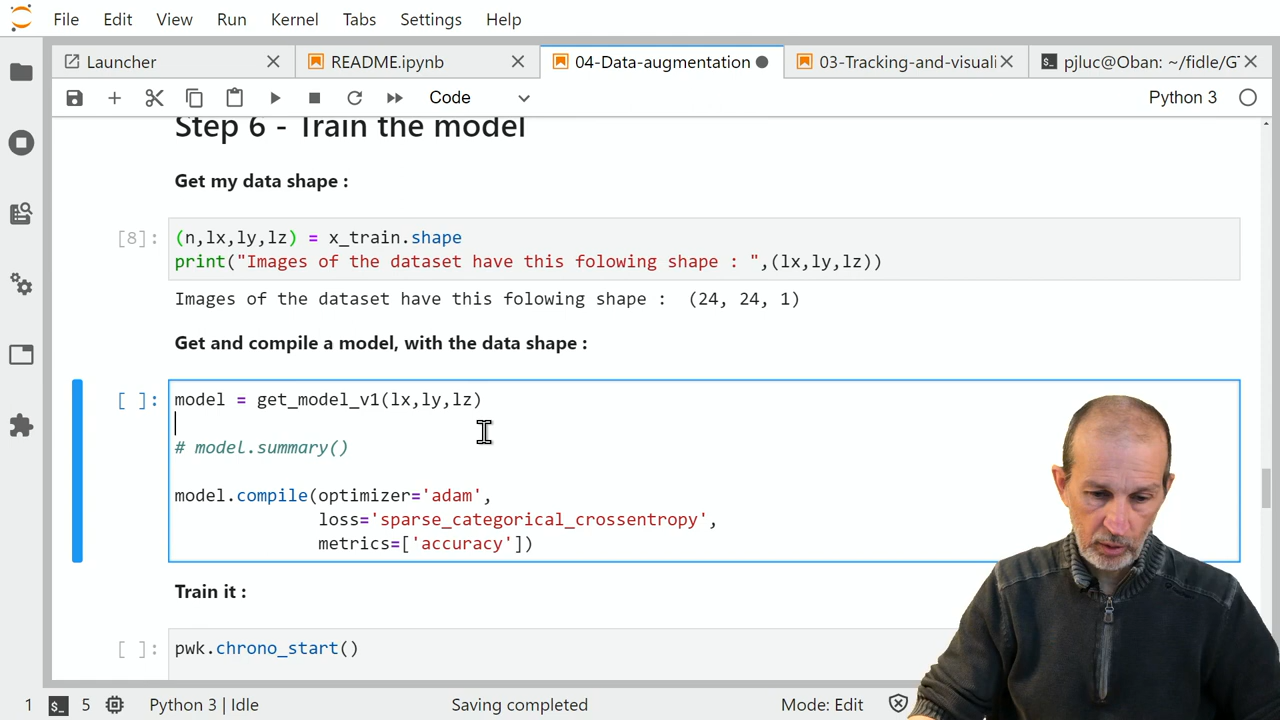 File Edit View Run Kernel Tabs Settings Help
Launcher README.ipynb 04-Data-augmentation 03-Tracking-and-visuali pjluc@Oban: ~/fidle/GT
Code Python 3
Step 6 - Train the model
Get my data shape :
[8]: (n,lx,ly,lz) = x_train.shape
print("Images of the dataset have this folowing shape : ",(lx,ly,lz))
Images of the dataset have this folowing shape :  (24, 24, 1)
Get and compile a model, with the data shape :
[ ]: model = get_model_v1(lx,ly,lz)
# model.summary()
model.compile(optimizer='adam',
loss='sparse_categorical_crossentropy',
metrics=['accuracy'])
Train it :
[ ]: pwk.chrono_start()
1 $_ 5 Python 3 | Idle Saving completed Mode: Edit